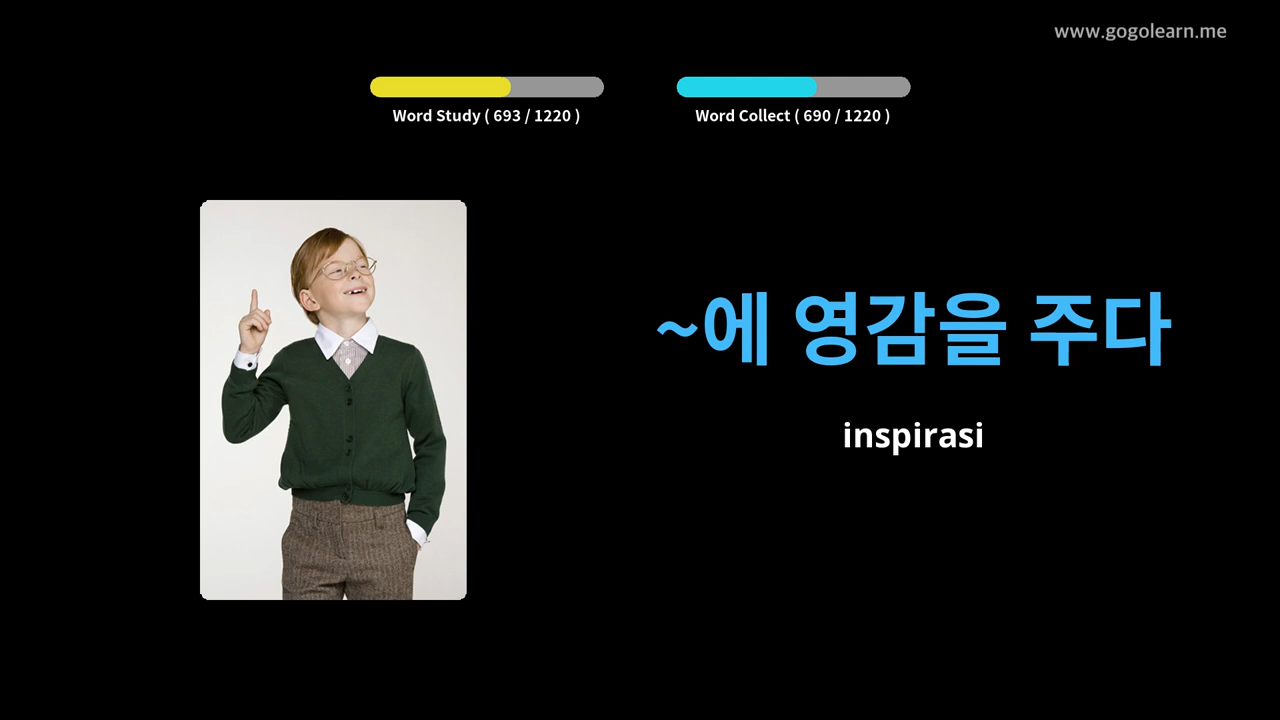 www.gogolearn.me
Word Study ( 693 / 1220 )
Word Collect ( 690 / 1220 )
~에 영감을 주다
inspirasi